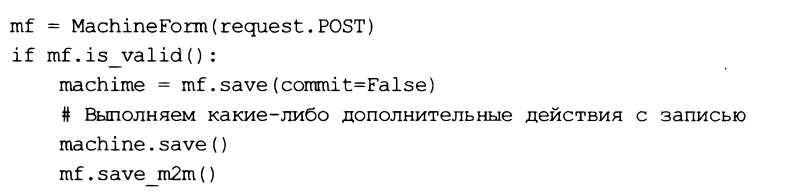 mf = MachineForm(request.POST)
if mf.is_valid():
    machime = mf.save(commit=False)
    # Выполняем какие-либо дополнительные действия с записью
    machine.save()
    mf.save_m2m()